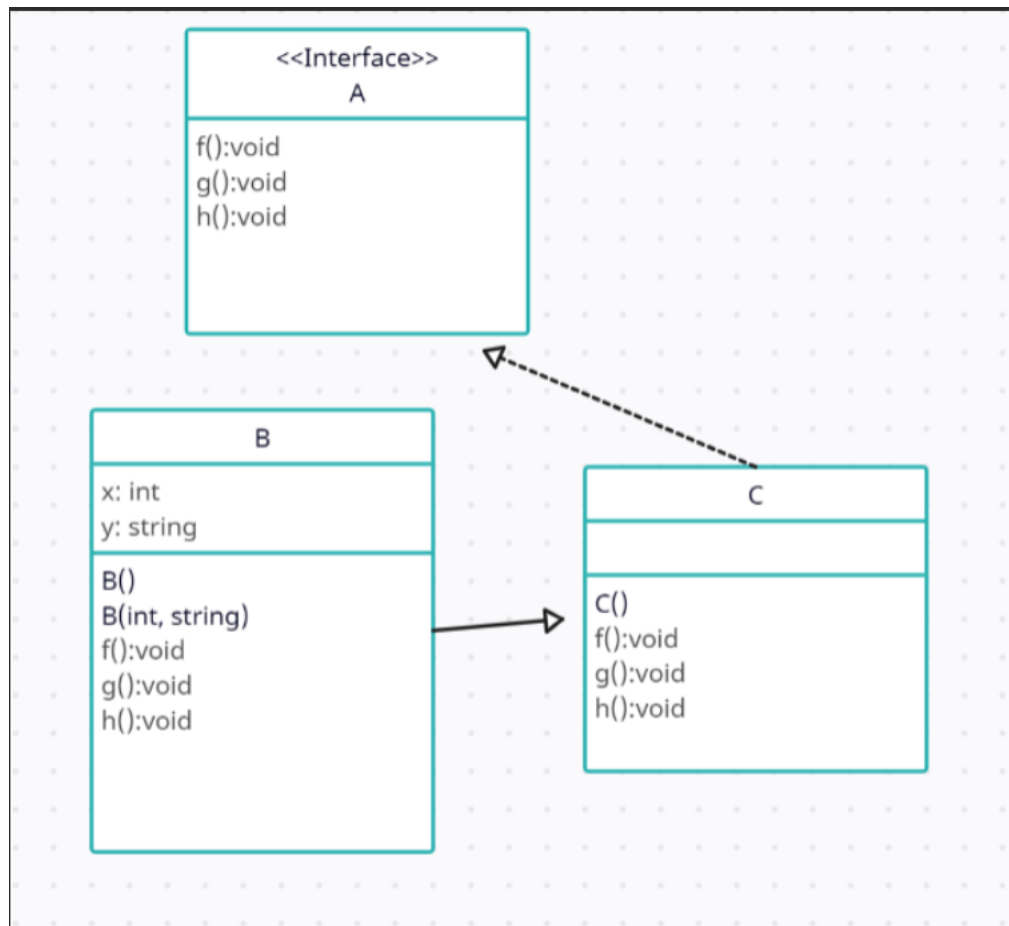 <<Interface>>
A
f():void
g():void
h():void
B
x: int
y: string
B()
B(int, string)
f():void
g():void
h():void
C
C()
f():void
g():void
h():void